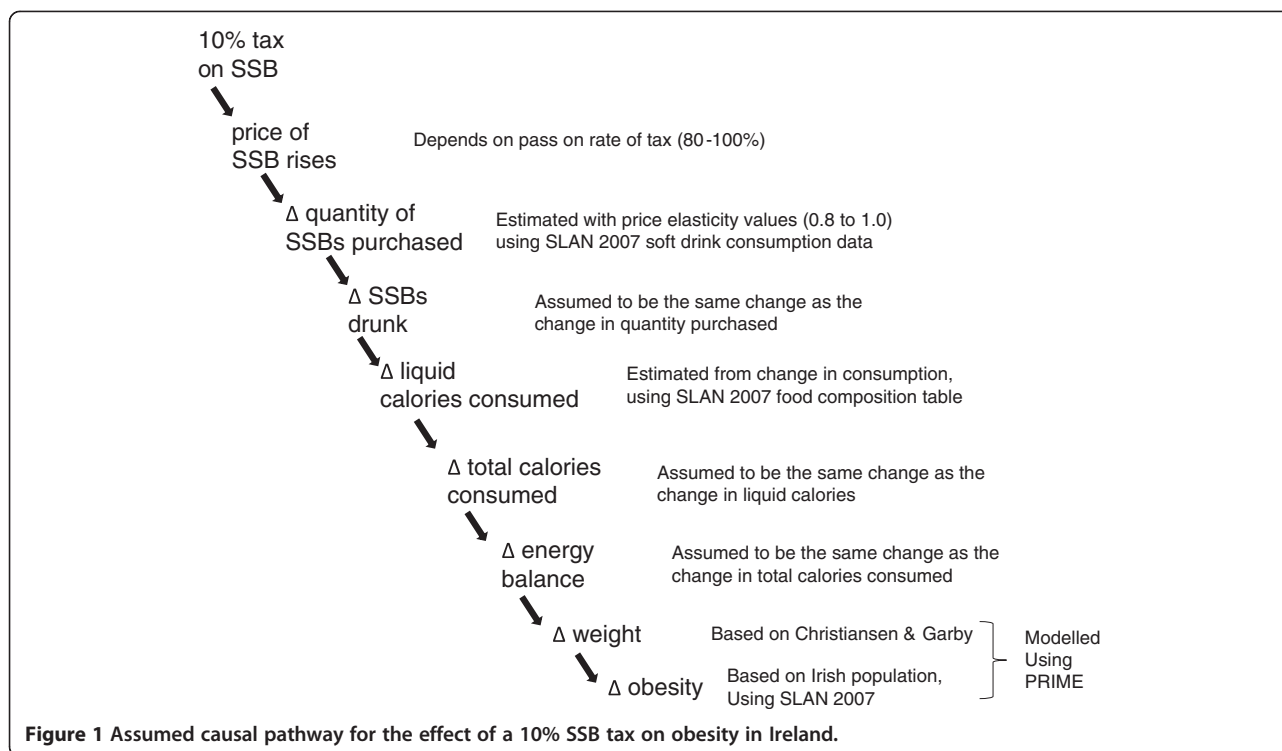 10% tax
on SSB
price of
SSB rises
Depends on pass on rate of tax (80-100%)
Δ quantity of
SSBs purchased
Estimated with price elasticity values (0.8 to 1.0)
using SLAN 2007 soft drink consumption data
Δ SSBs
drunk
Assumed to be the same change as the
change in quantity purchased
Δ liquid
calories consumed
Estimated from change in consumption,
using SLAN 2007 food composition table
Δ total calories
consumed
Assumed to be the same change as the
change in liquid calories
Δ energy
balance
Assumed to be the same change as the
change in total calories consumed
Δ weight
Based on Christiansen & Garby
Δ obesity
Based on Irish population,
Using SLAN 2007
Modelled
Using
PRIME
Figure 1 Assumed causal pathway for the effect of a 10% SSB tax on obesity in Ireland.